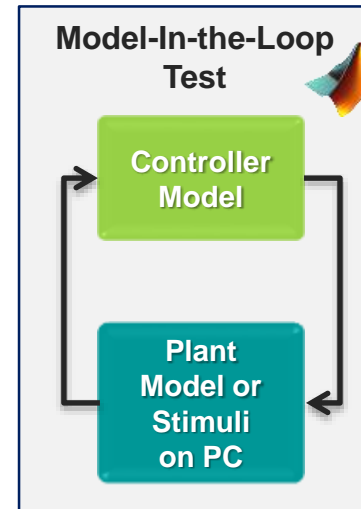 Model-In-the-Loop
Test
Controller
Model
Plant
Model or
Stimuli
on PC